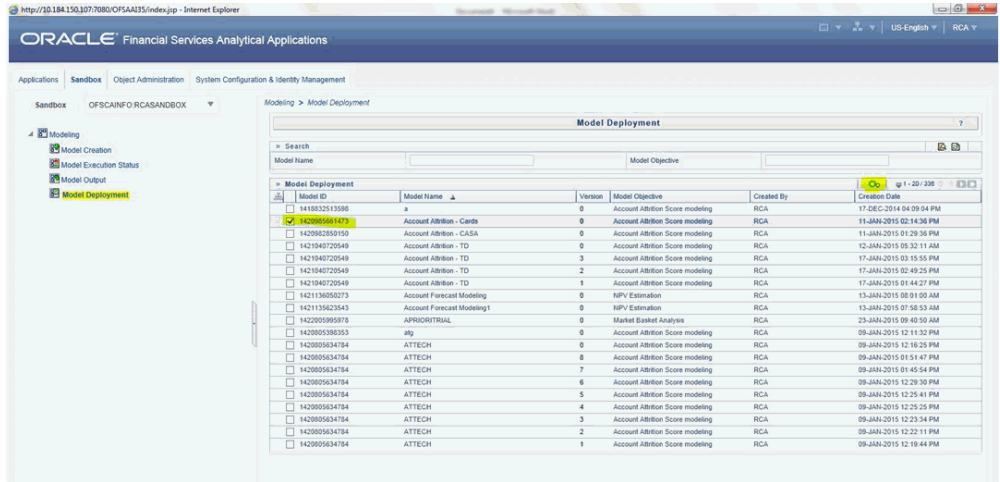 http://10.184.150.107:7080/OFSAAI35/index.jsp - Internet Explorer
ORACLE Financial Services Analytical Applications
US-English RCA
Applications Sandbox Object Administration System Configuration & Identity Management
Sandbox OFSCAINFO:RCASANDBOX
Modeling > Model Deployment
Modeling
Model Creation
Model Execution Status
Model Output
Model Deployment
Model Deployment ?
» Search
Model Name Model Objective
» Model Deployment 1 - 20 / 336
Model ID Model Name Version Model Objective Created By Creation Date
1418832513598 a 0 Account Attrition Score modeling RCA 17-DEC-2014 04:09:04 PM
1420965661473 Account Attrition - Cards 0 Account Attrition Score modeling RCA 11-JAN-2015 02:14:36 PM
1420962850150 Account Attrition - CASA 0 Account Attrition Score modeling RCA 11-JAN-2015 01:29:36 PM
1421040720549 Account Attrition - TD 0 Account Attrition Score modeling RCA 12-JAN-2015 05:32:11 AM
1421040720549 Account Attrition - TD 3 Account Attrition Score modeling RCA 17-JAN-2015 03:15:55 PM
1421040720549 Account Attrition - TD 2 Account Attrition Score modeling RCA 17-JAN-2015 02:49:25 PM
1421040720549 Account Attrition - TD 1 Account Attrition Score modeling RCA 17-JAN-2015 01:44:27 PM
1421136050273 Account Forecast Modeling 0 NPV Estimation RCA 13-JAN-2015 08:01:00 AM
1421135623543 Account Forecast Modeling1 0 NPV Estimation RCA 13-JAN-2015 07:58:53 AM
1422005995978 APRIORITRIAL 0 Market Basket Analysis RCA 23-JAN-2015 09:40:50 AM
1420805398353 atg 0 Account Attrition Score modeling RCA 09-JAN-2015 12:11:32 PM
1420805634784 ATTECH 0 Account Attrition Score modeling RCA 09-JAN-2015 12:16:25 PM
1420805634784 ATTECH 8 Account Attrition Score modeling RCA 09-JAN-2015 01:51:47 PM
1420805634784 ATTECH 7 Account Attrition Score modeling RCA 09-JAN-2015 01:45:54 PM
1420805634784 ATTECH 6 Account Attrition Score modeling RCA 09-JAN-2015 12:29:30 PM
1420805634784 ATTECH 5 Account Attrition Score modeling RCA 09-JAN-2015 12:25:41 PM
1420805634784 ATTECH 4 Account Attrition Score modeling RCA 09-JAN-2015 12:25:25 PM
1420805634784 ATTECH 3 Account Attrition Score modeling RCA 09-JAN-2015 12:23:34 PM
1420805634784 ATTECH 2 Account Attrition Score modeling RCA 09-JAN-2015 12:22:11 PM
1420805634784 ATTECH 1 Account Attrition Score modeling RCA 09-JAN-2015 12:19:44 PM